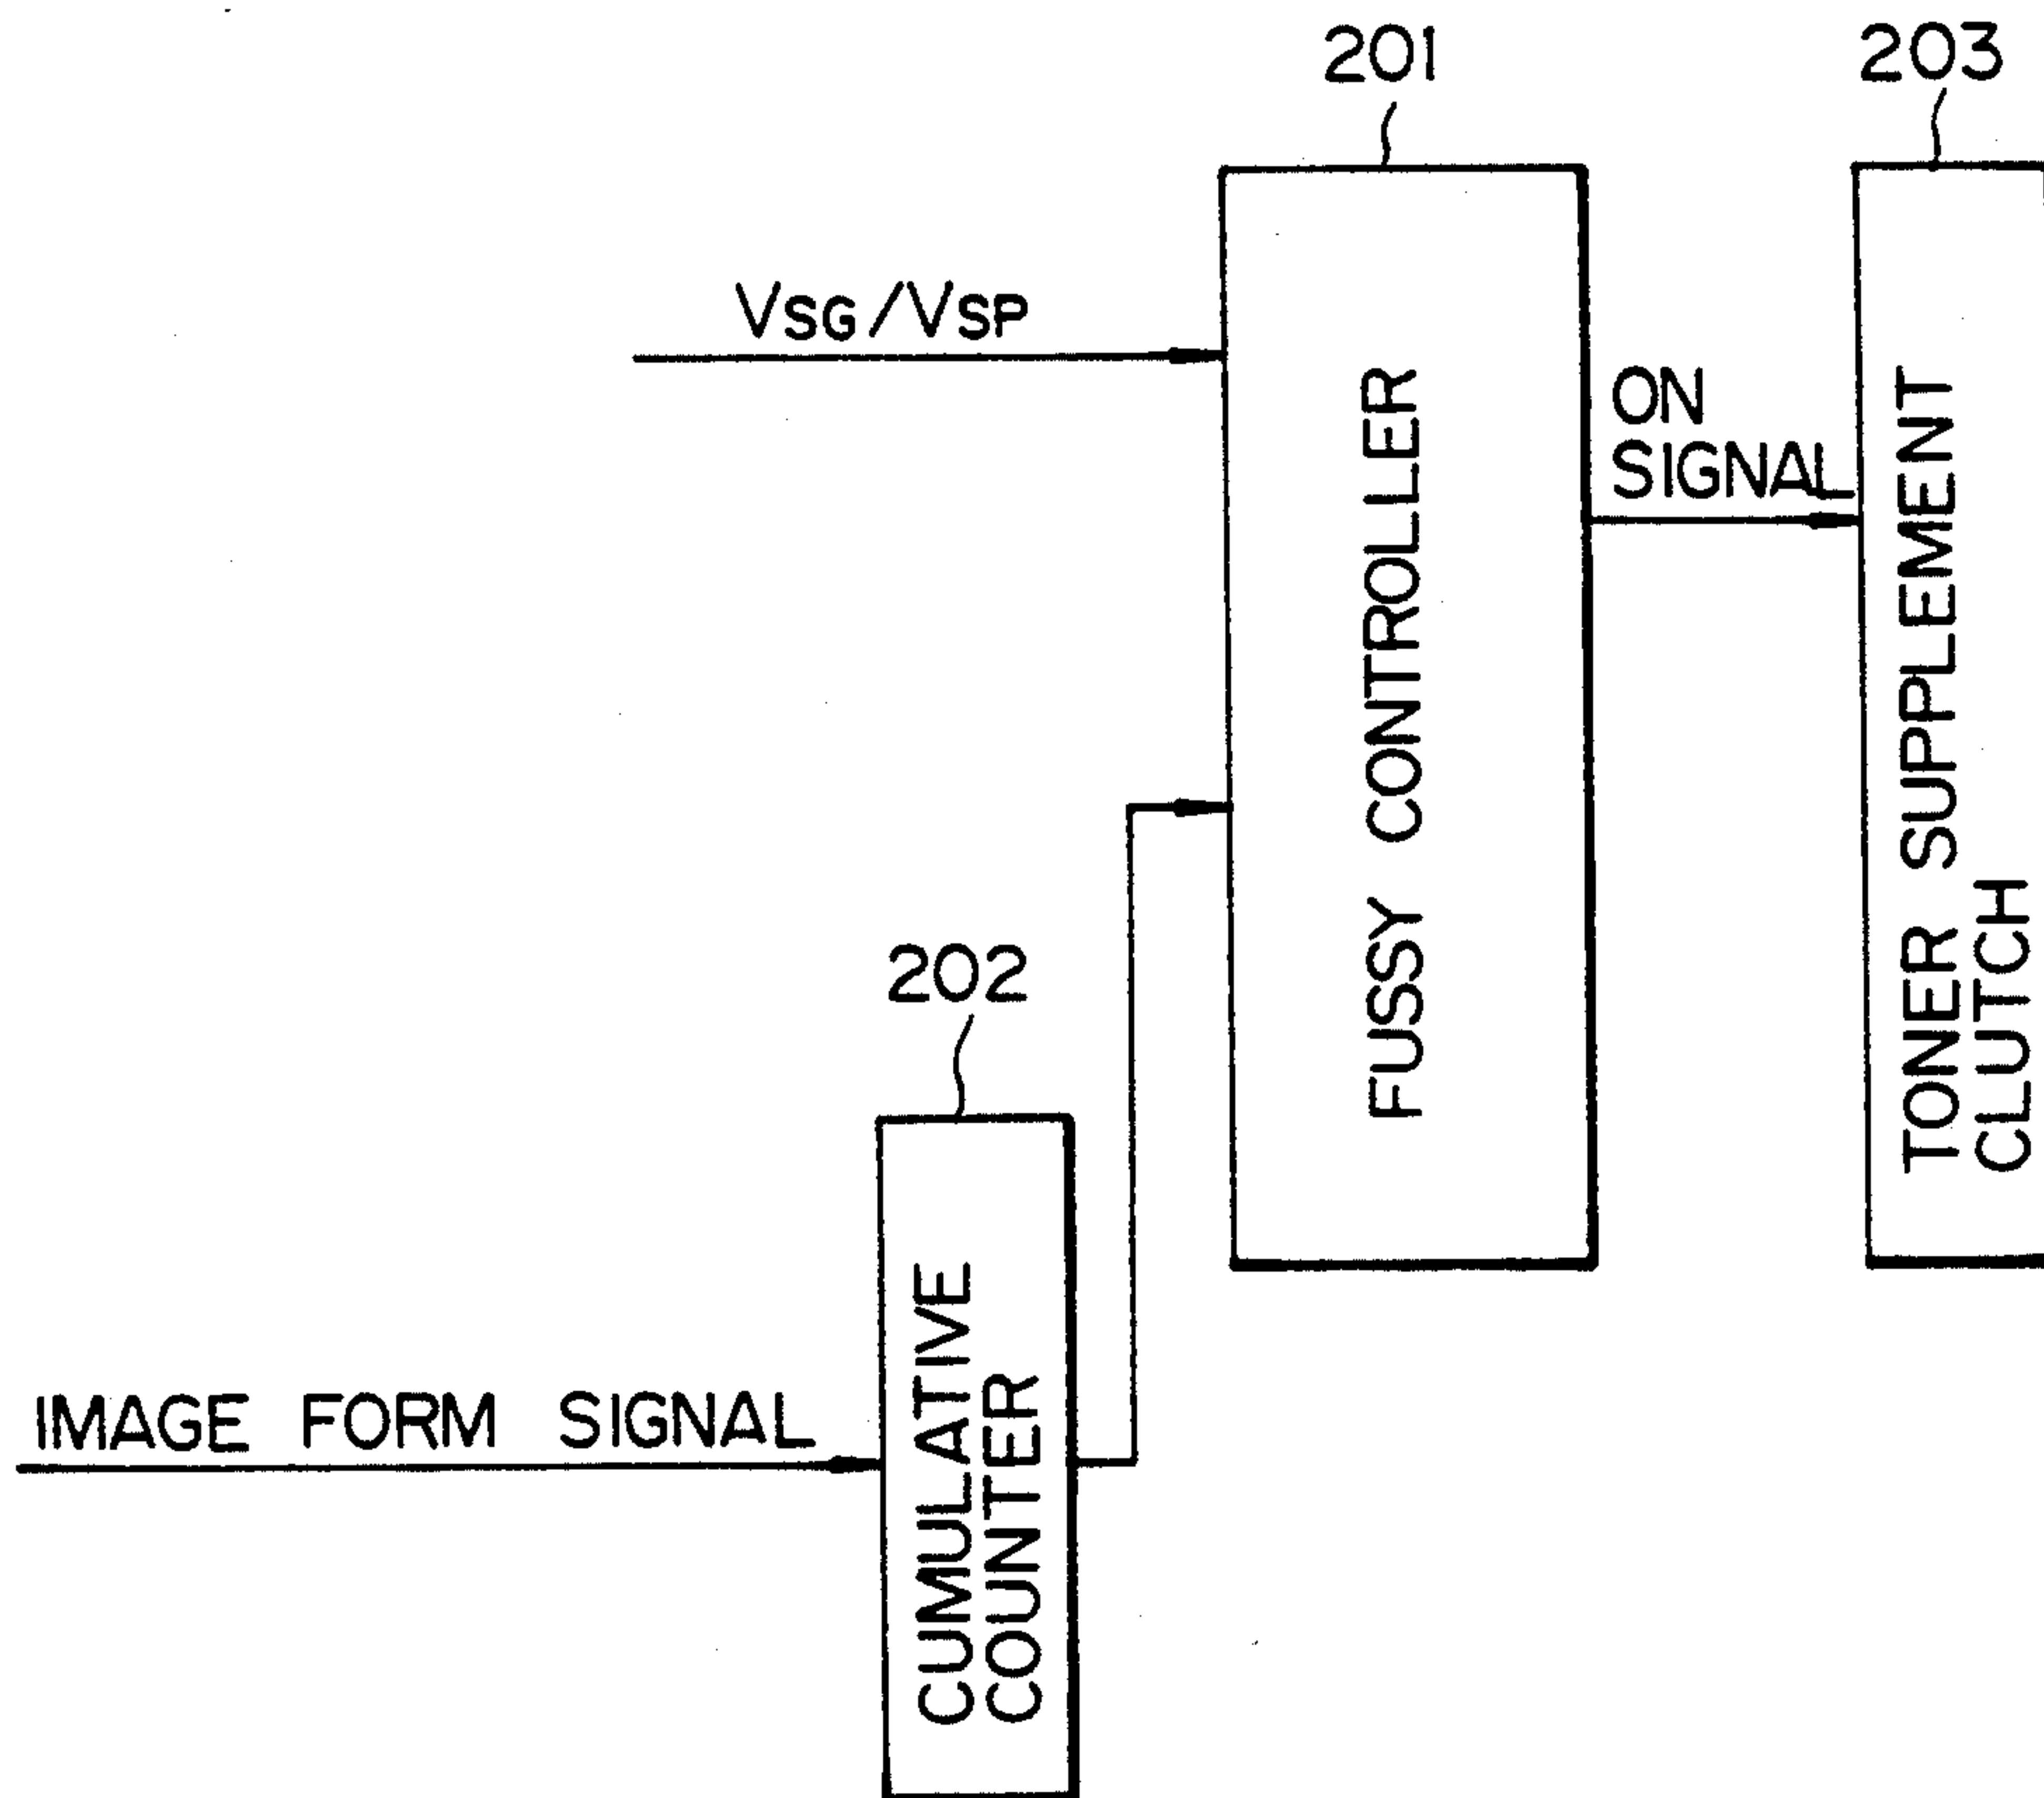 201
203
VSG/VSP
ON
SIGNAL
FUSSY CONTROLLER
TONER SUPPLEMENT
CLUTCH
202
IMAGE FORM SIGNAL
CUMULATIVE
COUNTER